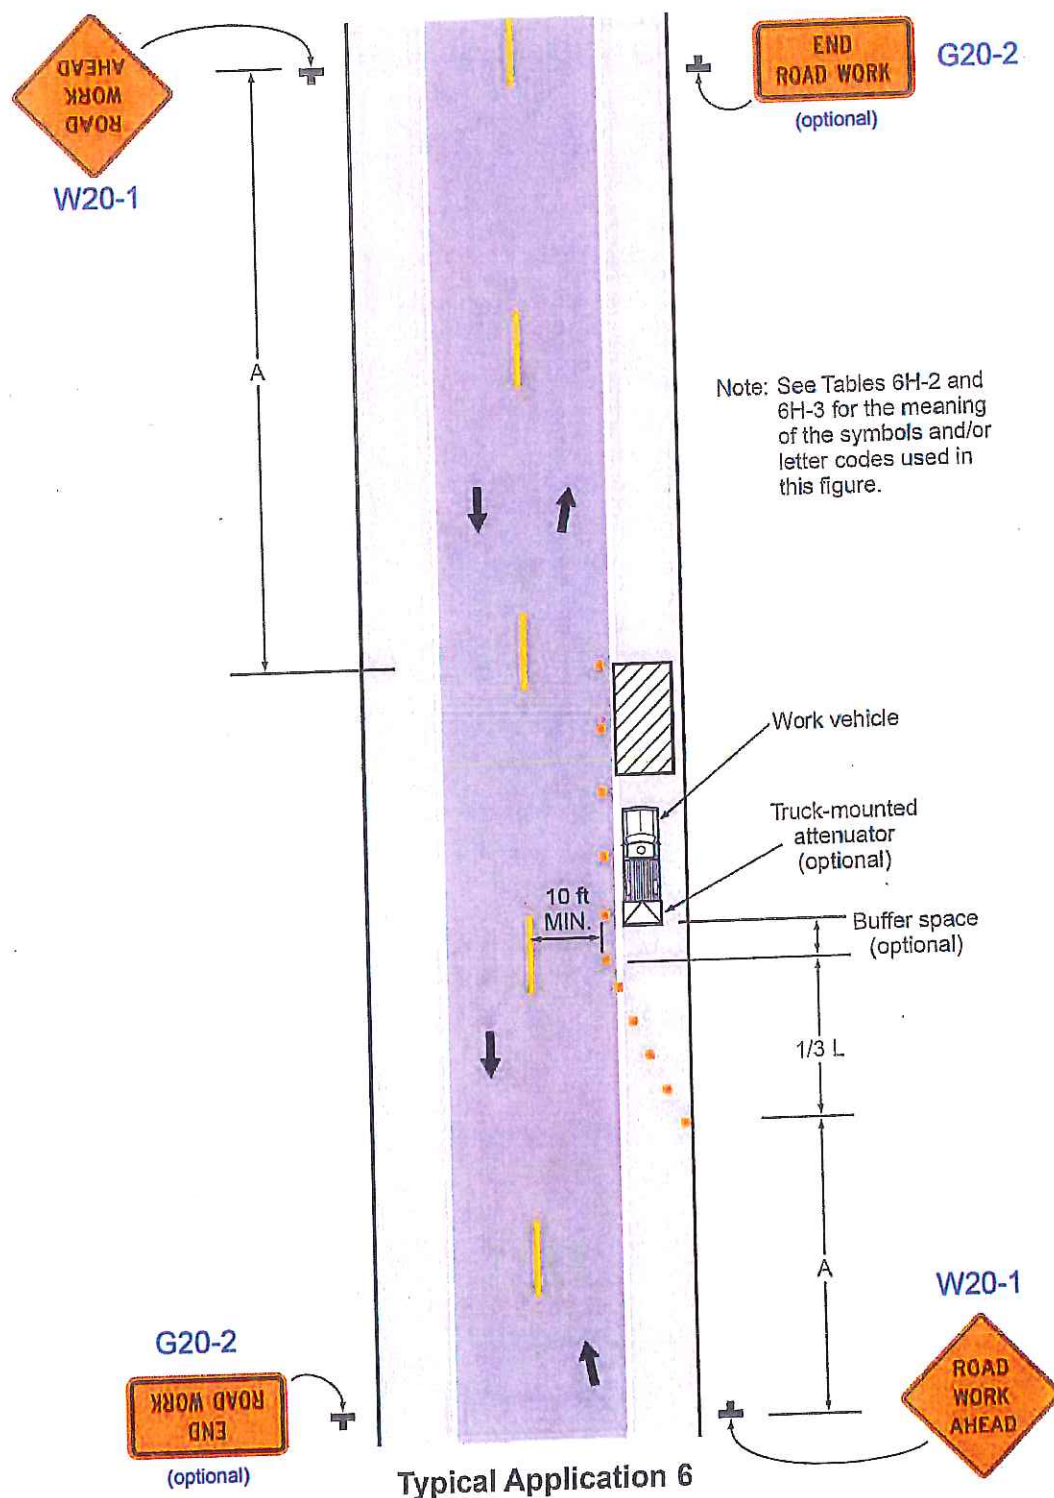 ROAD
WORK
AHEAD
W20-1
END
ROAD WORK
G20-2
(optional)
A
Note: See Tables 6H-2 and
6H-3 for the meaning
of the symbols and/or
letter codes used in
this figure.
Work vehicle
Truck-mounted
attenuator
(optional)
10 ft
MIN.
Buffer space
(optional)
1/3 L
A
W20-1
ROAD
WORK
AHEAD
G20-2
END
ROAD WORK
(optional)
Typical Application 6